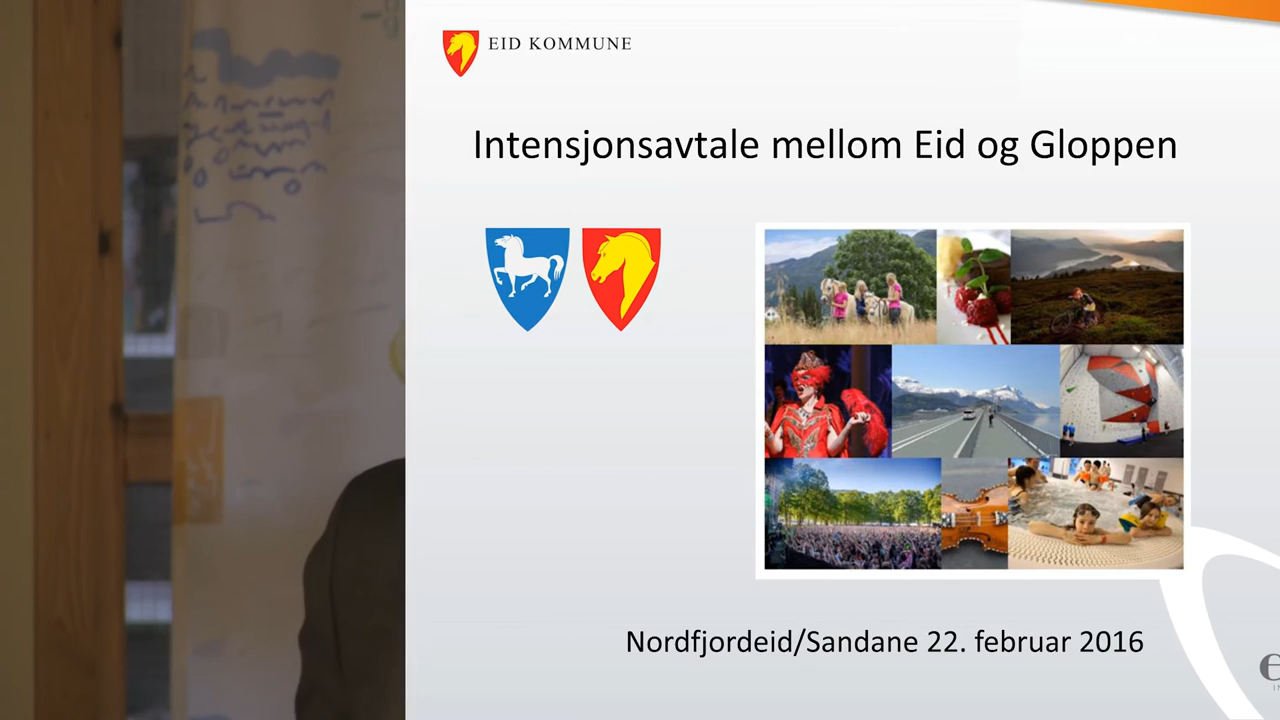 EID KOMMUNE
Intensjonsavtale mellom Eid og Gloppen
Nordfjordeid/Sandane 22. februar 2016